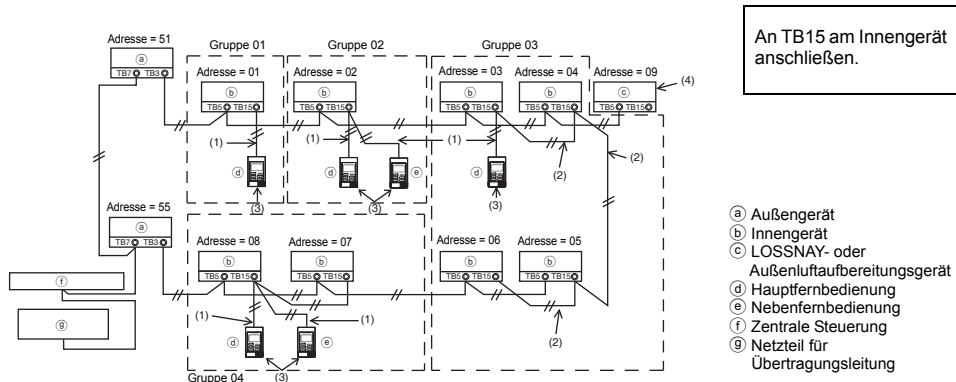 An TB15 am Innengerät
anschließen.
Gruppe 01
Gruppe 02
Gruppe 03
Adresse = 51
ⓐ
TB7 TB3
Adresse = 01
ⓑ
TB5 TB15
Adresse = 02
ⓑ
TB5 TB15
Adresse = 03
ⓑ
TB5 TB15
Adresse = 04
ⓑ
TB5 TB15
Adresse = 09
ⓒ
TB5 TB15
(4)
(1)
(1)
(1)
(2)
(2)
ⓓ
ⓓ
ⓔ
ⓓ
(3)
(3)
(3)
Adresse = 55
ⓐ
TB7 TB3
Adresse = 08
ⓑ
TB5 TB15
Adresse = 07
ⓑ
TB5 TB15
Adresse = 06
ⓑ
TB5 TB15
Adresse = 05
ⓑ
TB5 TB15
ⓕ
ⓖ
(1)
(1)
(2)
ⓓ
ⓔ
(3)
Gruppe 04
ⓐ Außengerät
ⓑ Innengerät
ⓒ LOSSNAY- oder
Außenluftaufbereitungsgerät
ⓓ Hauptfernbedienung
ⓔ Nebenfernbedienung
ⓕ Zentrale Steuerung
ⓖ Netzteil für
Übertragungsleitung